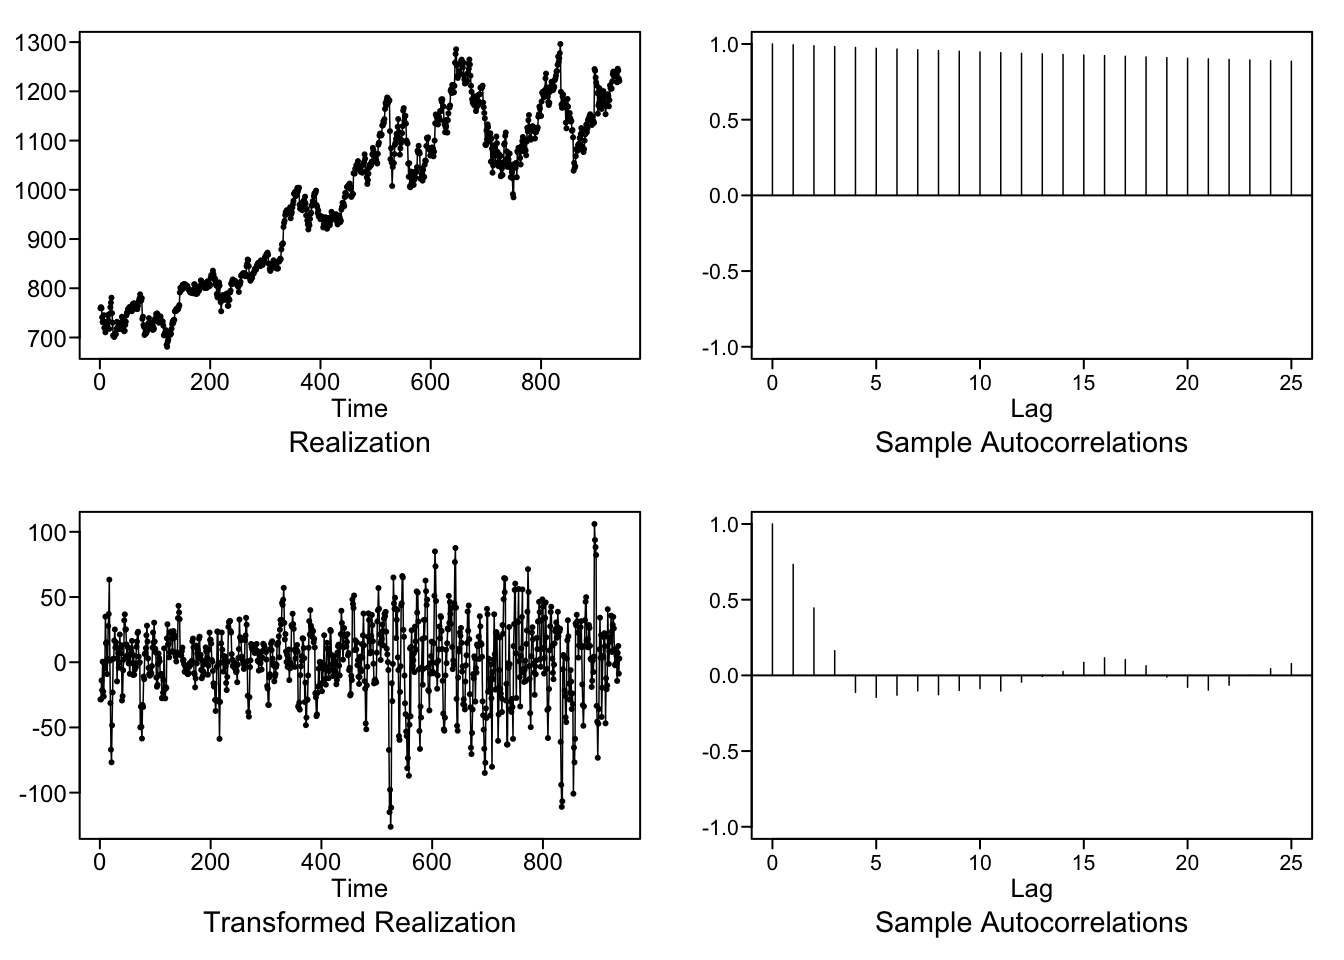 1300
1200
1100
1000
900
800
700
0 200 400 600 800
Time
Realization
1.0
0.5
0.0
-0.5
-1.0
0 5 10 15 20 25
Lag
Sample Autocorrelations
100
50
0
-50
-100
0 200 400 600 800
Time
Transformed Realization
1.0
0.5
0.0
-0.5
-1.0
0 5 10 15 20 25
Lag
Sample Autocorrelations